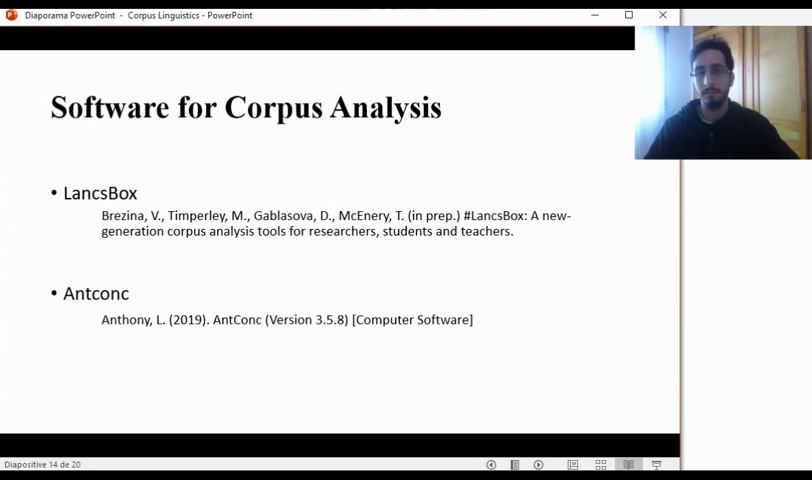 Diaporama PowerPoint - Corpus Linguistics - PowerPoint
Software for Corpus Analysis
• LancsBox
Brezina, V., Timperley, M., Gablasova, D., McEnery, T. (in prep.) #LancsBox: A new-
generation corpus analysis tools for researchers, students and teachers.
• Antconc
Anthony, L. (2019). AntConc (Version 3.5.8) [Computer Software]
Diapositive 14 de 20